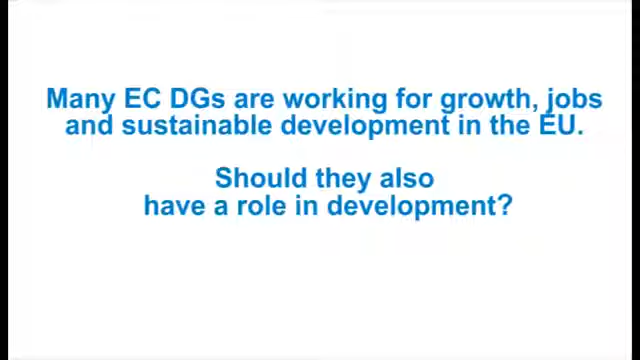 Many EC DGs are working for growth, jobs
and sustainable development in the EU.
Should they also
have a role in development?